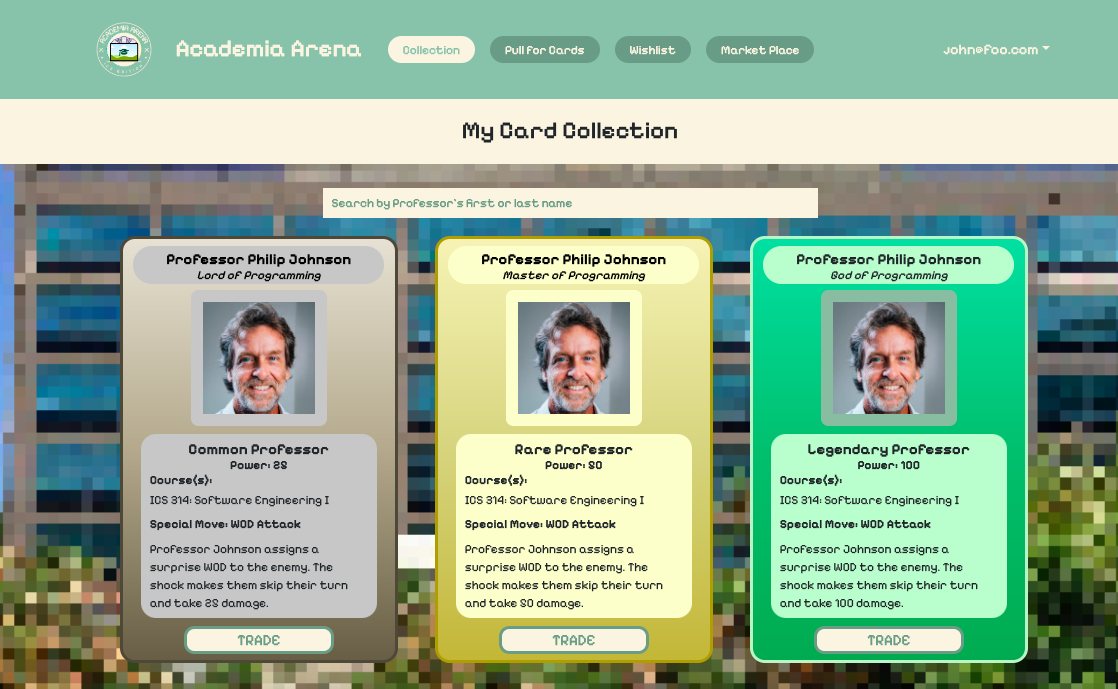 ACADEMIA ARENA
Academia Arena
Collection
Pull For Cards
Wishlist
Market Place
john@foo.com
My Card Collection
Search by Professor's first or last name
Professor Philip Johnson
Lord of Programming
Common Professor
Power: 25
Course(s):
ICS 314: Software Engineering I
Special Move: WOD Attack
Professor Johnson assigns a
surprise WOD to the enemy. The
shock makes them skip their turn
and take 25 damage.
TRADE
Professor Philip Johnson
Master of Programming
Rare Professor
Power: 50
Course(s):
ICS 314: Software Engineering I
Special Move: WOD Attack
Professor Johnson assigns a
surprise WOD to the enemy. The
shock makes them skip their turn
and take 50 damage.
TRADE
Professor Philip Johnson
God of Programming
Legendary Professor
Power: 100
Course(s):
ICS 314: Software Engineering I
Special Move: WOD Attack
Professor Johnson assigns a
surprise WOD to the enemy. The
shock makes them skip their turn
and take 100 damage.
TRADE